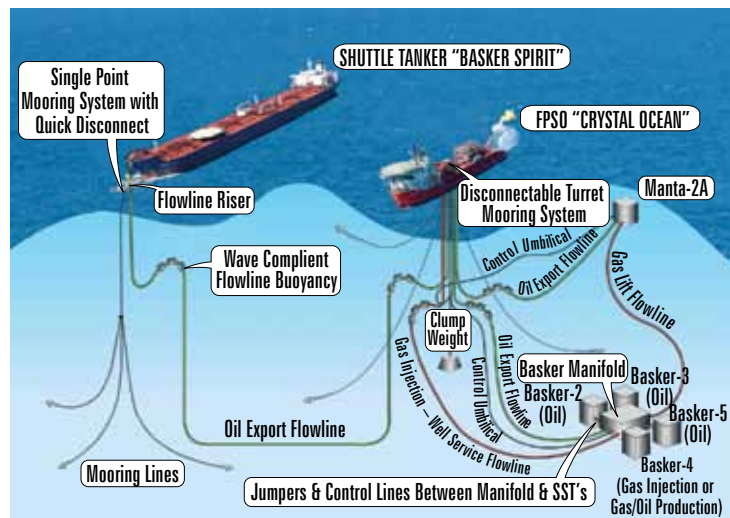 SHUTTLE TANKER "BASKER SPIRIT"
Single Point
Mooring System with
Quick Disconnect
FPSO "CRYSTAL OCEAN"
Flowline Riser
Disconnectable Turret
Mooring System
Manta-2A
Wave Complient
Flowline Buoyancy
Control Umbilical
Oil Export Flowline
Gas Lift Flowline
Clump
Weight
Gas Injection – Well Service Flowline
Control Umbilical
Oil Export Flowline
Basker Manifold
Basker-2
(Oil)
Basker-3
(Oil)
Basker-5
(Oil)
Oil Export Flowline
Mooring Lines
Basker-4
(Gas Injection or
Gas/Oil Production)
Jumpers & Control Lines Between Manifold & SST's